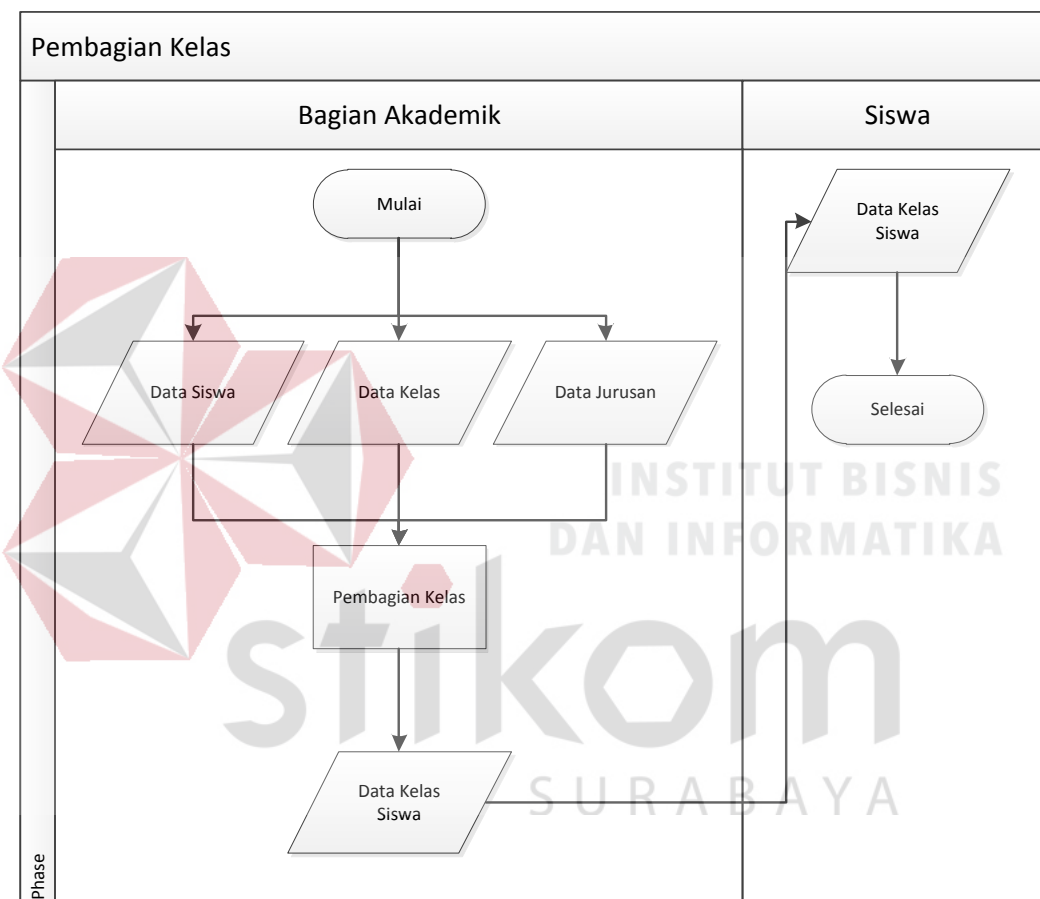 Pembagian Kelas
Bagian Akademik
Siswa
Mulai
Data Siswa
Data Kelas
Data Jurusan
Pembagian Kelas
Data Kelas
Siswa
Data Kelas
Siswa
Selesai
Phase
INSTITUT BISNIS
DAN INFORMATIKA
stikom
SURABAYA